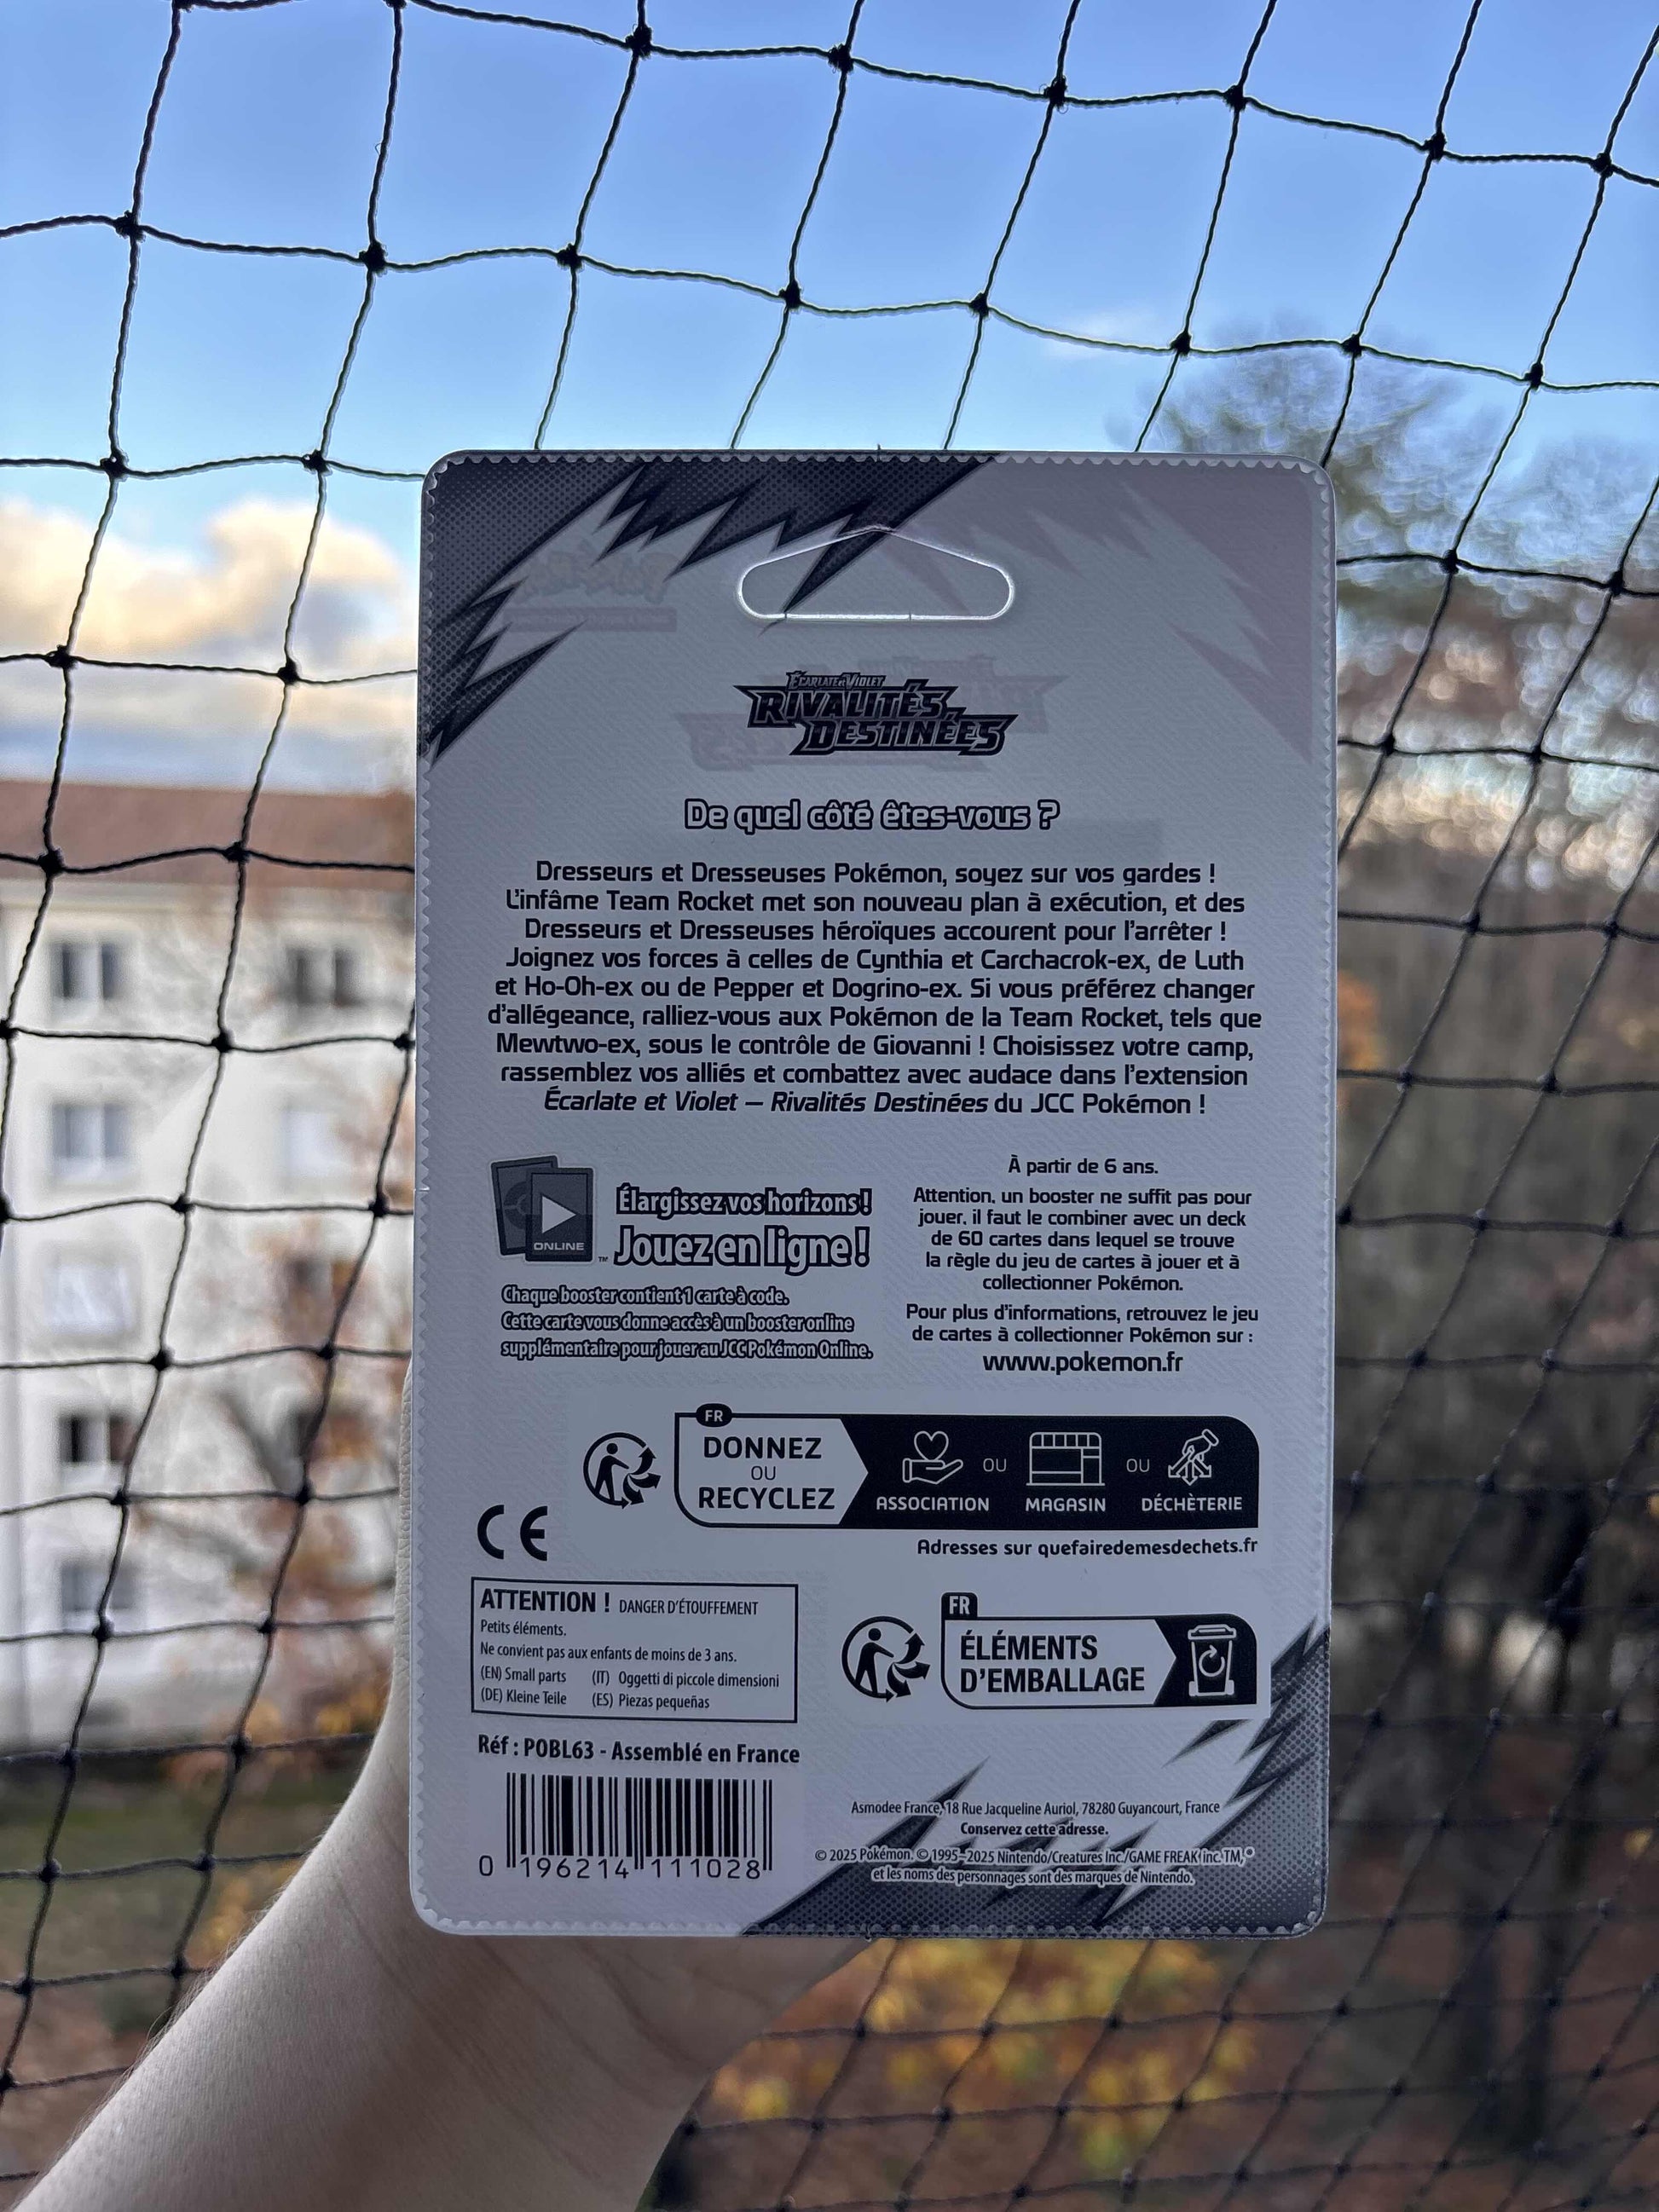 ÉCARLATE ET VIOLET
RIVALITÉS
DESTINÉES
De quel côté êtes-vous ?
Dresseurs et Dresseuses Pokémon, soyez sur vos gardes !
L'infâme Team Rocket met son nouveau plan à exécution, et des
Dresseurs et Dresseuses héroïques accourent pour l'arrêter !
Joignez vos forces à celles de Cynthia et Carchacrok-ex, de Luth
et Ho-Oh-ex ou de Pepper et Dogrino-ex. Si vous préférez changer
d'allégeance, ralliez-vous aux Pokémon de la Team Rocket, tels que
Mewtwo-ex, sous le contrôle de Giovanni ! Choisissez votre camp,
rassemblez vos alliés et combattez avec audace dans l'extension
Écarlate et Violet – Rivalités Destinées du JCC Pokémon !
ONLINE
™
Élargissez vos horizons !
Jouez en ligne !
Chaque booster contient 1 carte à code.
Cette carte vous donne accès à un booster online
supplémentaire pour jouer au JCC Pokémon Online.
À partir de 6 ans.
Attention, un booster ne suffit pas pour
jouer, il faut le combiner avec un deck
de 60 cartes dans lequel se trouve
la règle du jeu de cartes à jouer et à
collectionner Pokémon.
Pour plus d'informations, retrouvez le jeu
de cartes à collectionner Pokémon sur :
www.pokemon.fr
FR
DONNEZ
OU
RECYCLEZ
ASSOCIATION
OU
MAGASIN
OU
DÉCHÈTERIE
Adresses sur quefairedemesdechets.fr
CE
ATTENTION ! DANGER D'ÉTOUFFEMENT
Petits éléments.
Ne convient pas aux enfants de moins de 3 ans.
(EN) Small parts (IT) Oggetti di piccole dimensioni
(DE) Kleine Teile (ES) Piezas pequeñas
FR
ÉLÉMENTS
D'EMBALLAGE
Réf : POBL63 - Assemblé en France
0 196214 111028
Asmodee France, 18 Rue Jacqueline Auriol, 78280 Guyancourt, France
Conservez cette adresse.
© 2025 Pokémon. © 1995–2025 Nintendo/Creatures Inc./GAME FREAK inc. TM, ®
et les noms des personnages sont des marques de Nintendo.